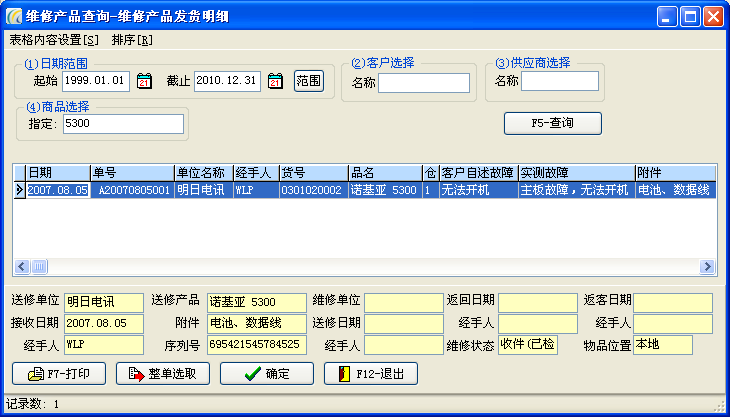 维修产品查询-维修产品发货明细
表格内容设置[S] 排序[R]
(1)日期范围 (2)客户选择 (3)供应商选择
起始 1999.01.01 21 截止 2010.12.31 21 范围 名称 名称
(4)商品选择
指定: 5300 F5-查询
日期 单号 单位名称 经手人 货号 品名 仓 客户自述故障 实测故障 附件
2007.08.05 A20070805001 明日电讯 WLP 0301020002 诺基亚 5300 1 无法开机 主板故障，无法开机 电池、数据线
送修单位 明日电讯 送修产品 诺基亚 5300 维修单位 返回日期 返客日期
接收日期 2007.08.05 附件 电池、数据线 送修日期 经手人 经手人
经手人 WLP 序列号 695421545784525 经手人 维修状态 收件(已检 物品位置 本地
F7-打印 整单选取 确定 F12-退出
记录数: 1